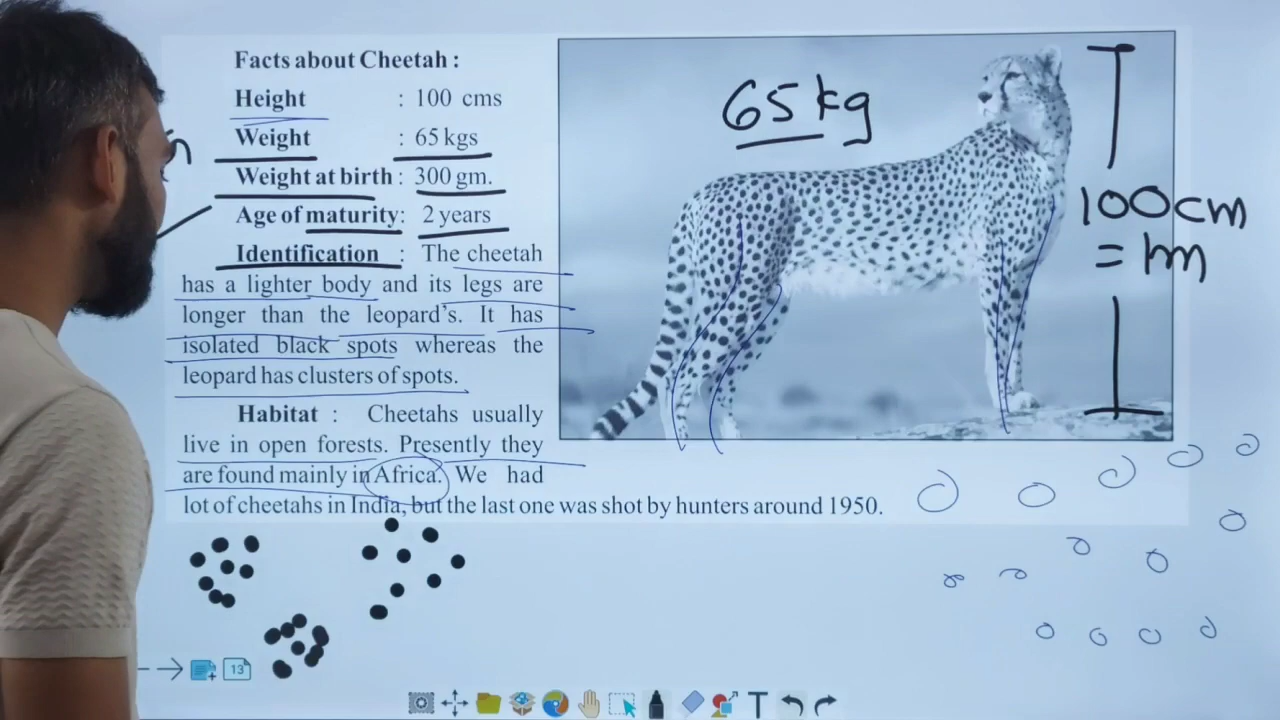 Facts about Cheetah :
Height : 100 cms
Weight : 65 kgs
Weight at birth : 300 gm.
Age of maturity: 2 years
Identification : The cheetah
has a lighter body and its legs are
longer than the leopard's. It has
isolated black spots whereas the
leopard has clusters of spots.
Habitat : Cheetahs usually
live in open forests. Presently they
are found mainly in Africa. We had
lot of cheetahs in India, but the last one was shot by hunters around 1950.
65 kg
100cm
= 1m
13
T